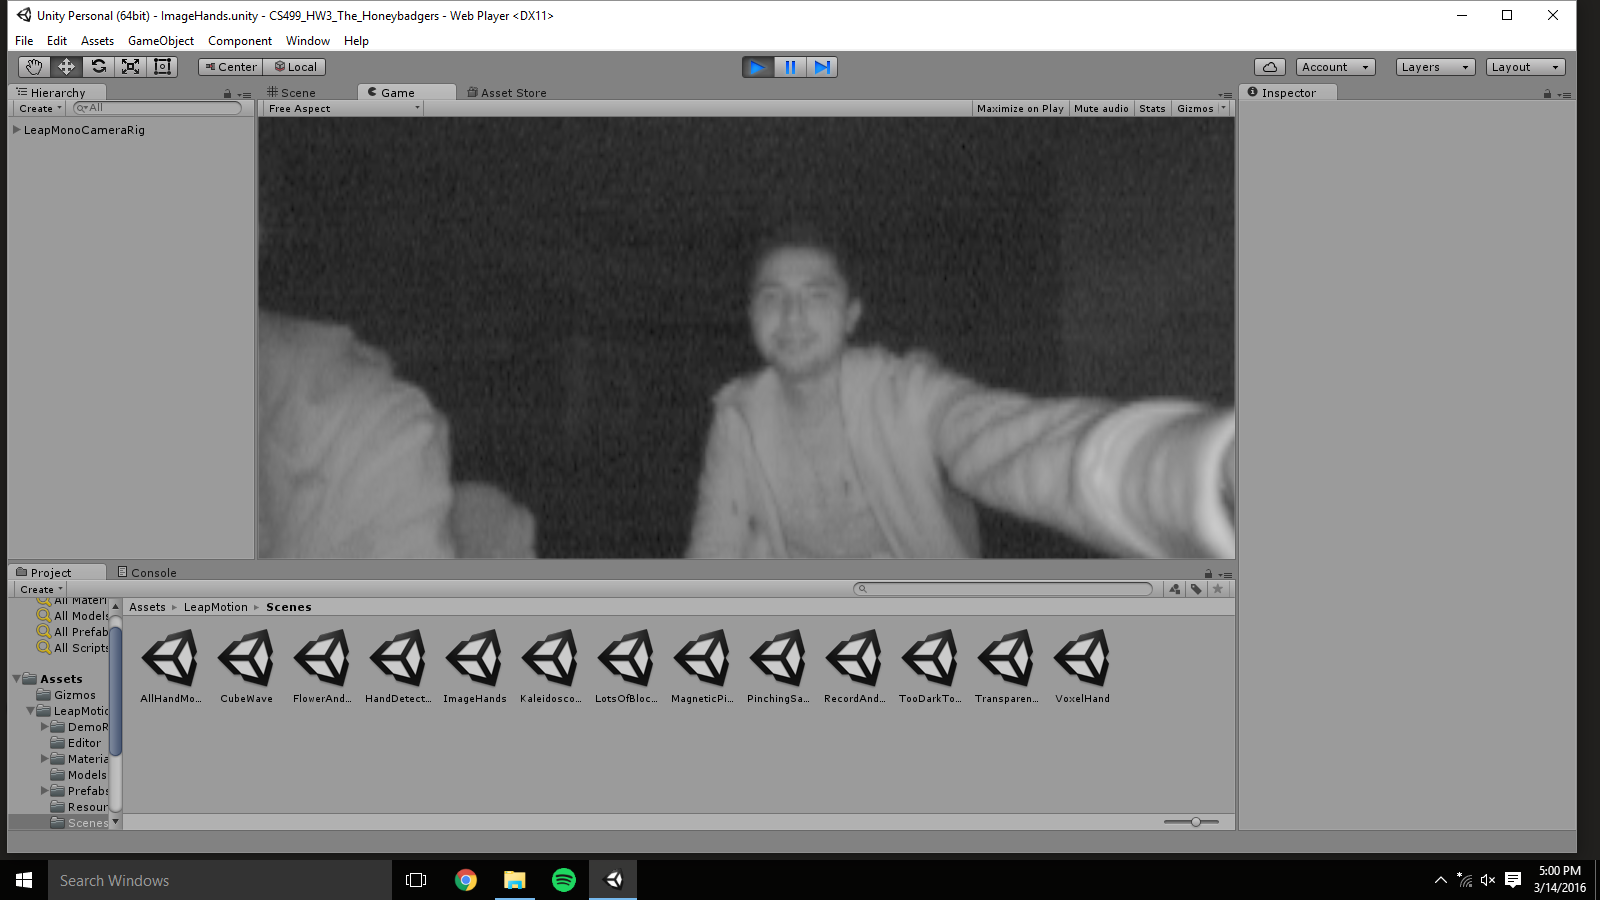 Unity Personal (64bit) - ImageHands.unity - CS499_HW3_The_Honeybadgers - Web Player <DX11>
File Edit Assets GameObject Component Window Help
Center Local Account Layers Layout
Hierarchy Scene Game Asset Store Inspector
Create All Free Aspect Maximize on Play Mute audio Stats Gizmos
LeapMonoCameraRig
Project Console
Create
Assets LeapMotion Scenes
All Materi
All Models
All Prefab
All Scripts
Assets
Gizmos
LeapMotio
DemoR
Editor
Materia
Models
Prefabs
Resour
Scenes
AllHandMo... CubeWave FlowerAnd... HandDetect... ImageHands Kaleidosco... LotsOfBloc... MagneticPi... PinchingSa... RecordAnd... TooDarkTo... Transparen... VoxelHand
Search Windows
5:00 PM
3/14/2016